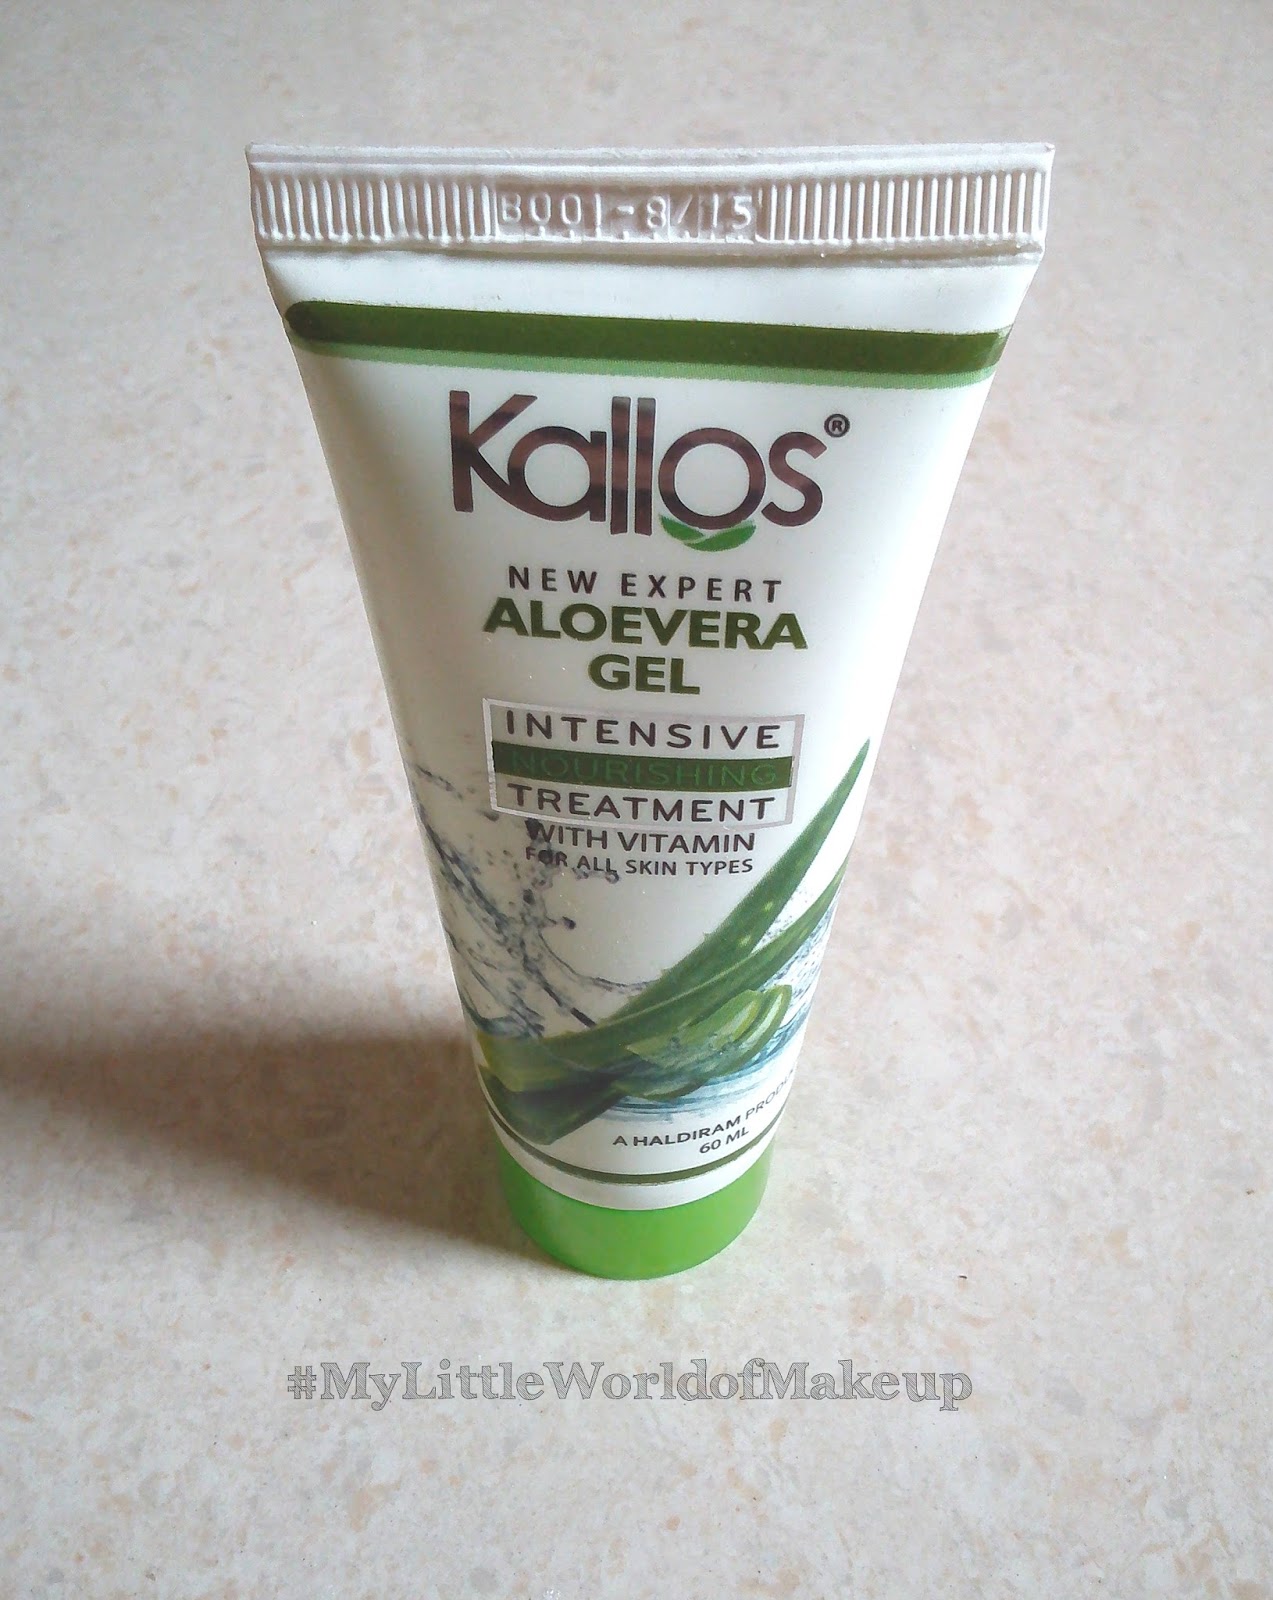 B001-8/15
Kallos®
NEW EXPERT
ALOEVERA
GEL
INTENSIVE
NOURISHING
TREATMENT
WITH VITAMIN
FOR ALL SKIN TYPES
A HALDIRAM
60 ML
#MyLittleWorldofMakeup